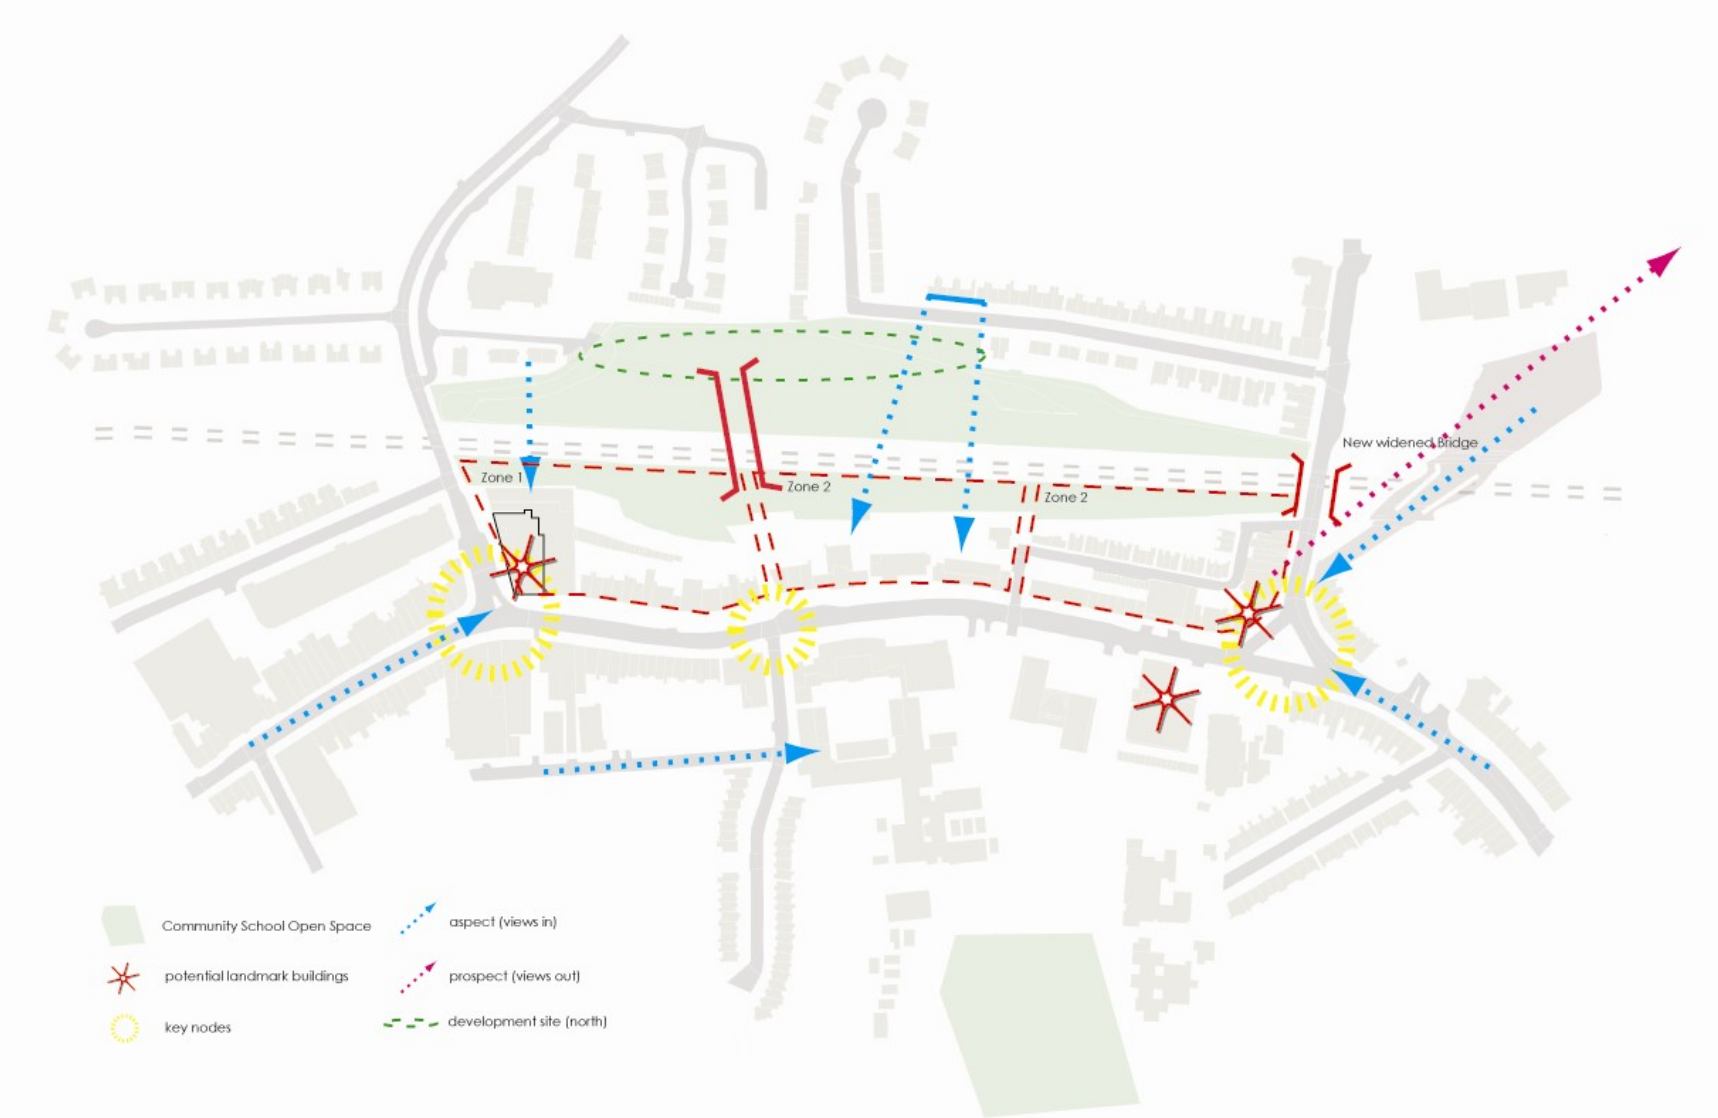 New widened Bridge
Zone 1
Zone 2
Zone 2
Community School Open Space
aspect (views in)
potential landmark buildings
prospect (views out)
key nodes
development site (north)